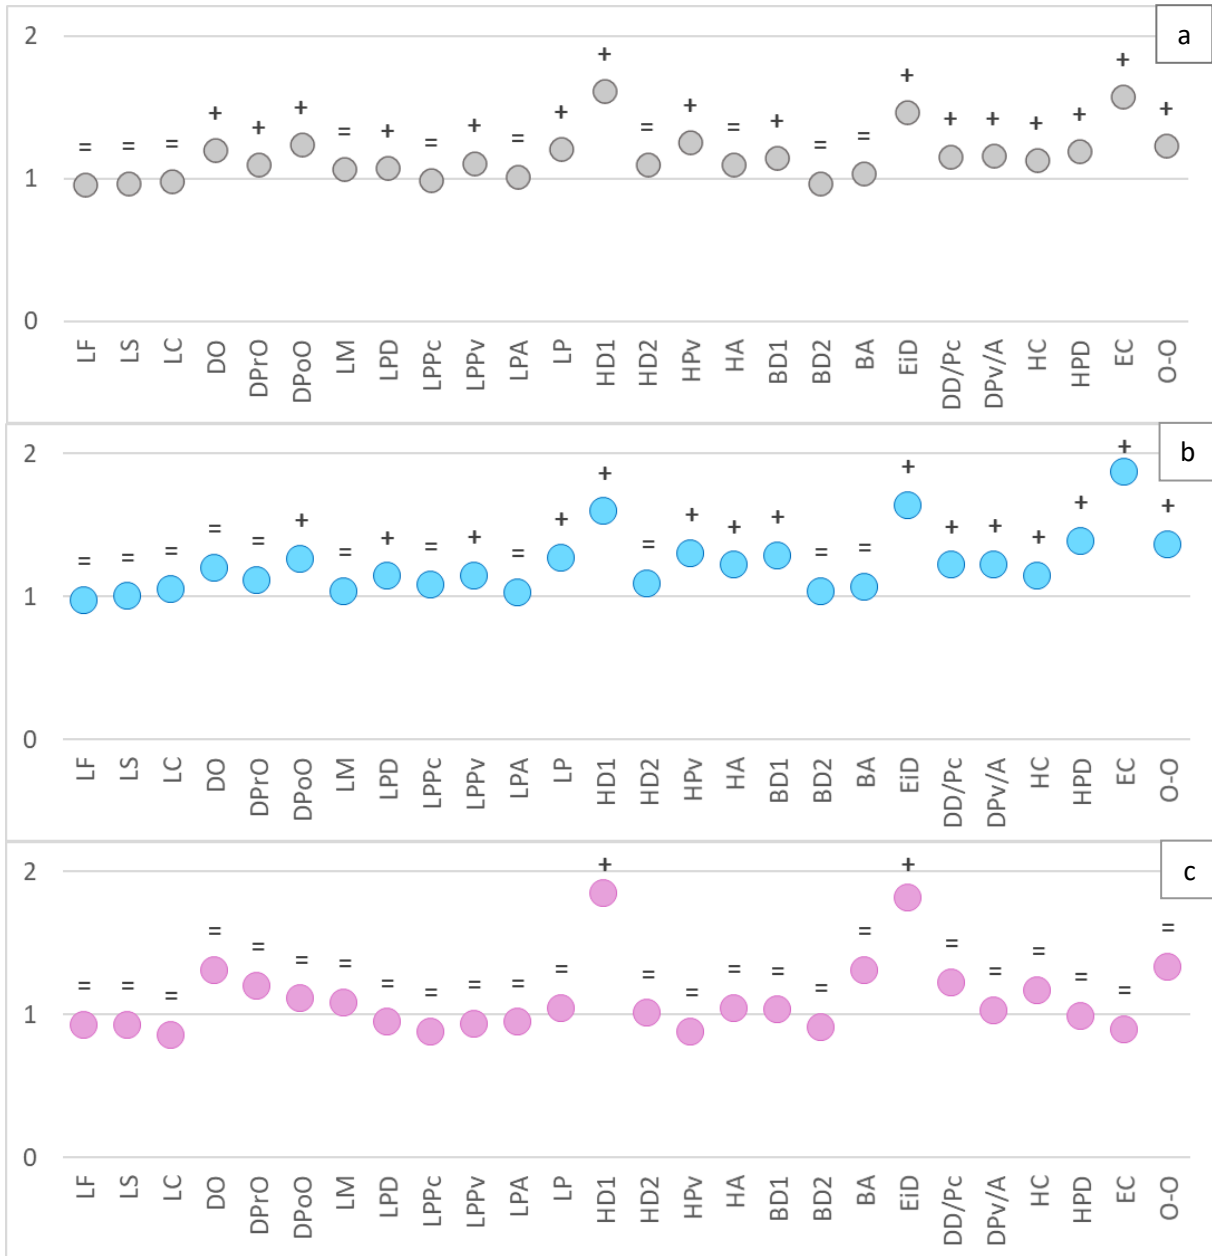 a
2
+ +
+ + + + + + + + +
= = = + = + = + = = + = =
1
0
LF LS LC DO DPrO DPoO LM LPD LPPc LPPv LPA LP HD1 HD2 HPv HA BD1 BD2 BA EiD DD/Pc DPv/A HC HPD EC O-O
b
2
= = = = = + = + = + = + + = + + + = = + + + + + + +
1
0
LF LS LC DO DPrO DPoO LM LPD LPPc LPPv LPA LP HD1 HD2 HPv HA BD1 BD2 BA EiD DD/Pc DPv/A HC HPD EC O-O
c
2
= = = = = = = = = = = = + = = = = = = + = = = = = =
1
0
LF LS LC DO DPrO DPoO LM LPD LPPc LPPv LPA LP HD1 HD2 HPv HA BD1 BD2 BA EiD DD/Pc DPv/A HC HPD EC O-O